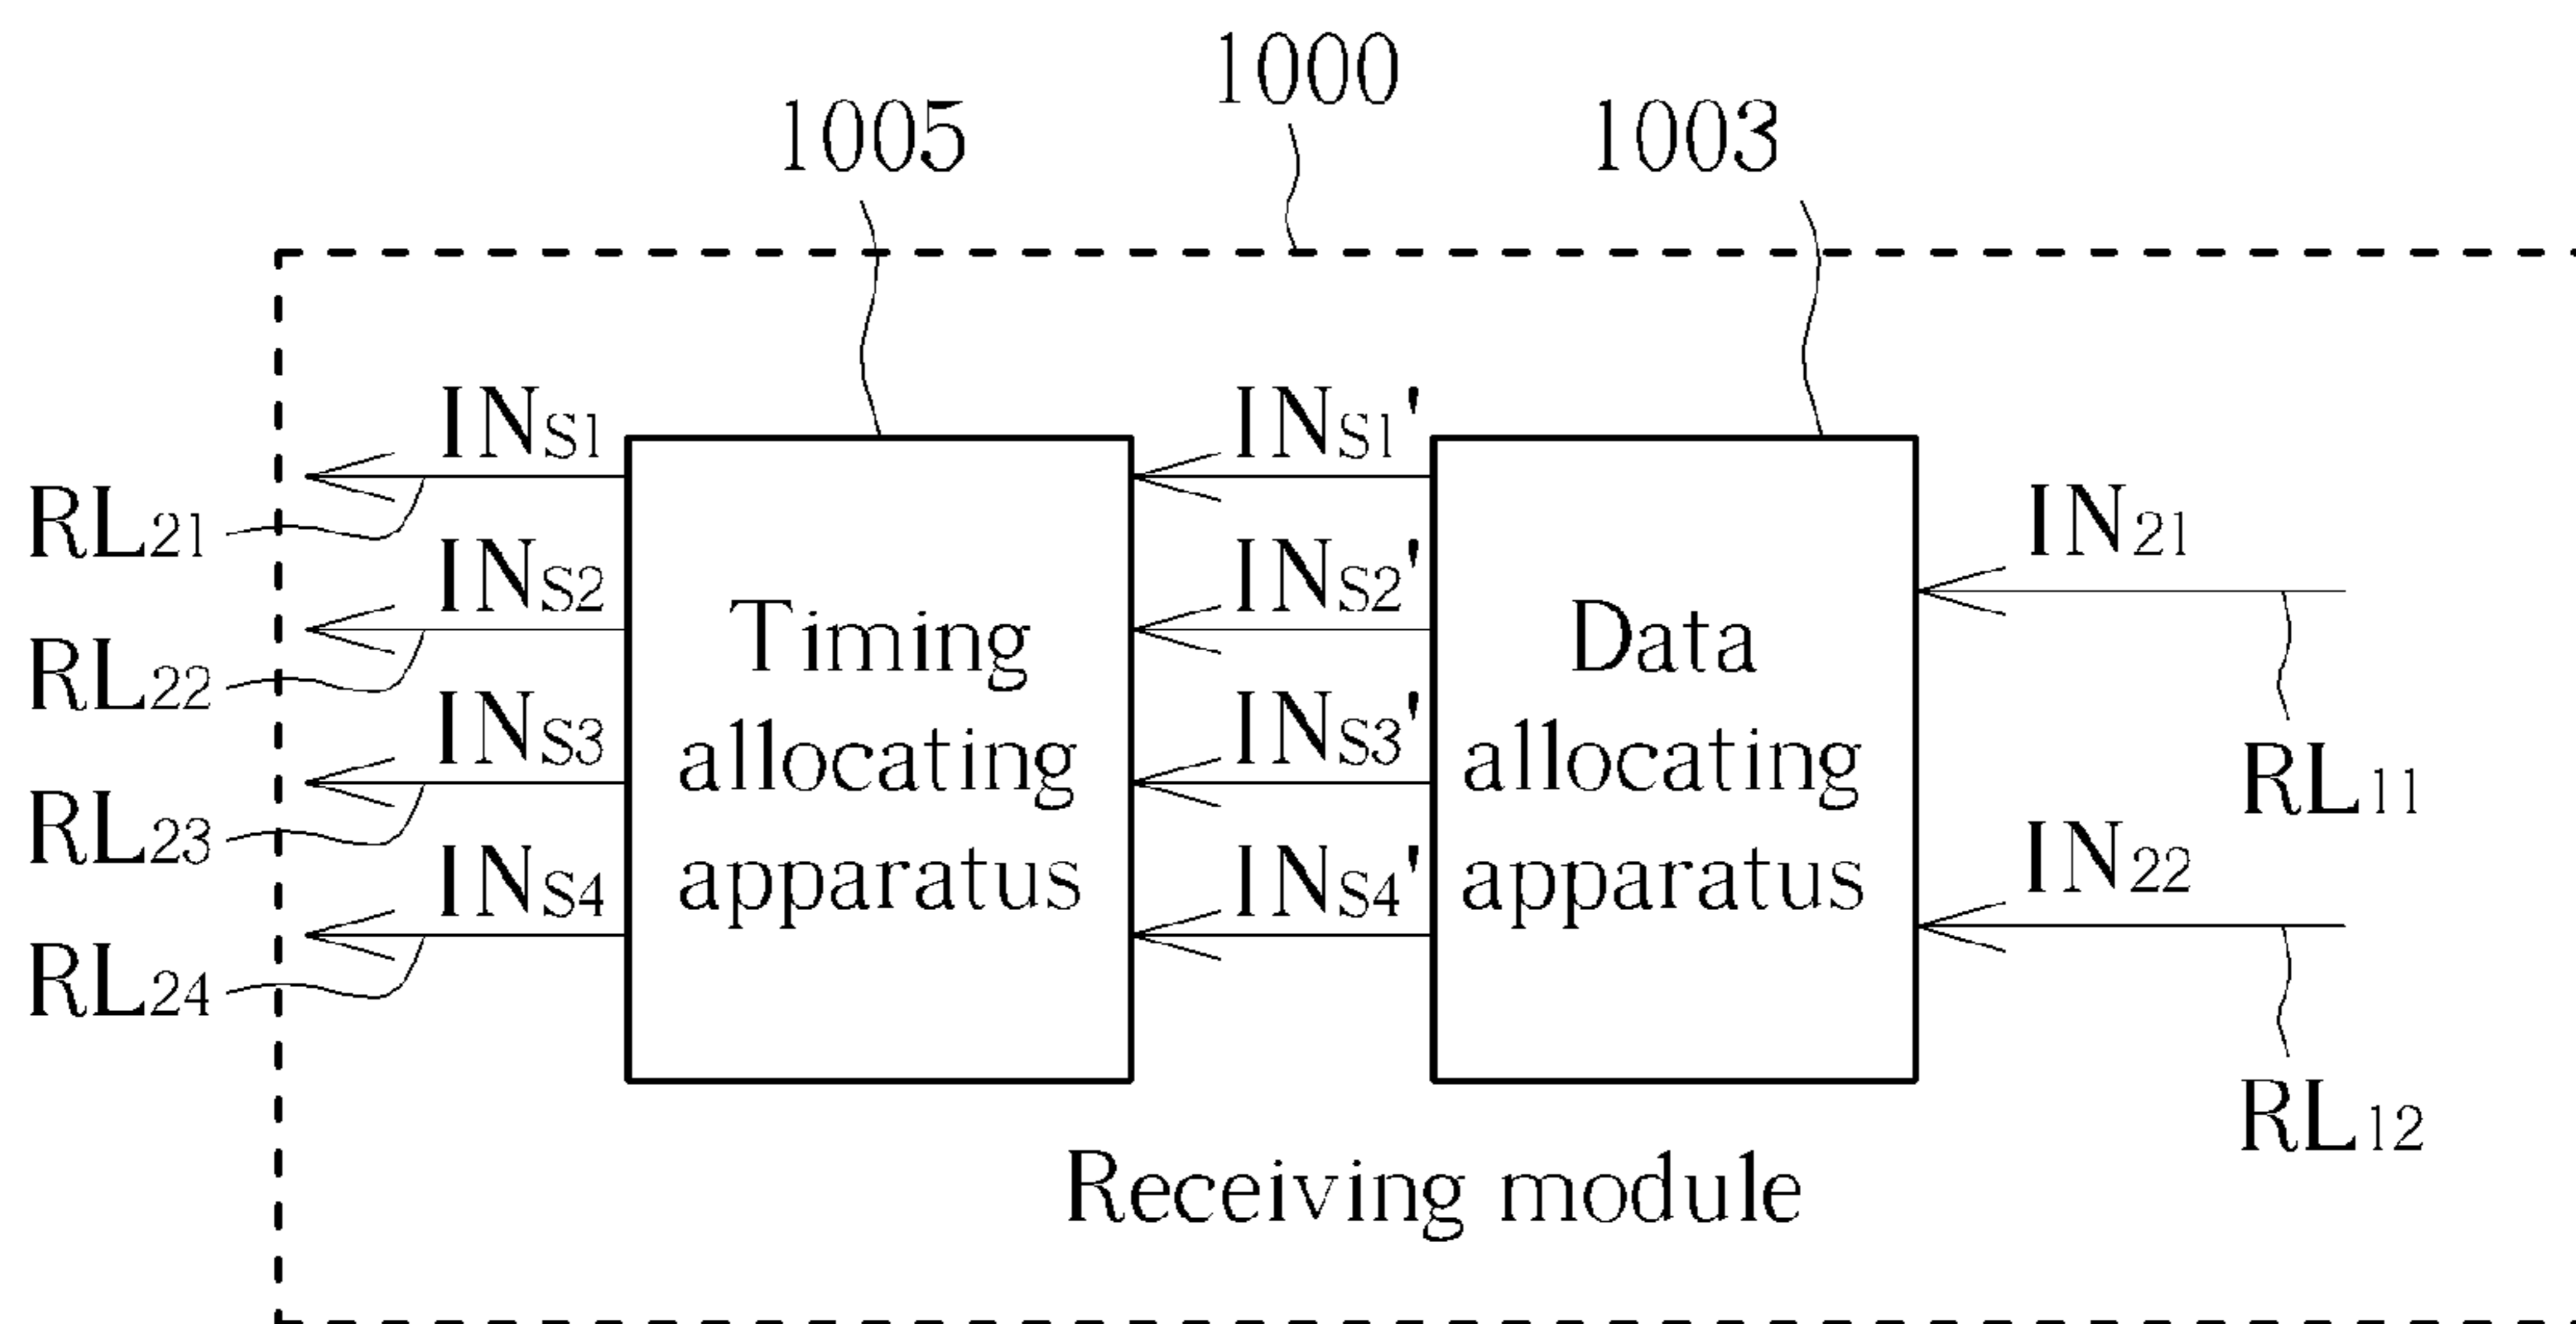 1000
1005
1003
INS1
INS1'
RL21
IN21
INS2
INS2'
RL22
Timing
allocating
apparatus
Data
allocating
apparatus
INS3
INS3'
RL11
RL23
INS4
INS4'
IN22
RL24
RL12
Receiving module